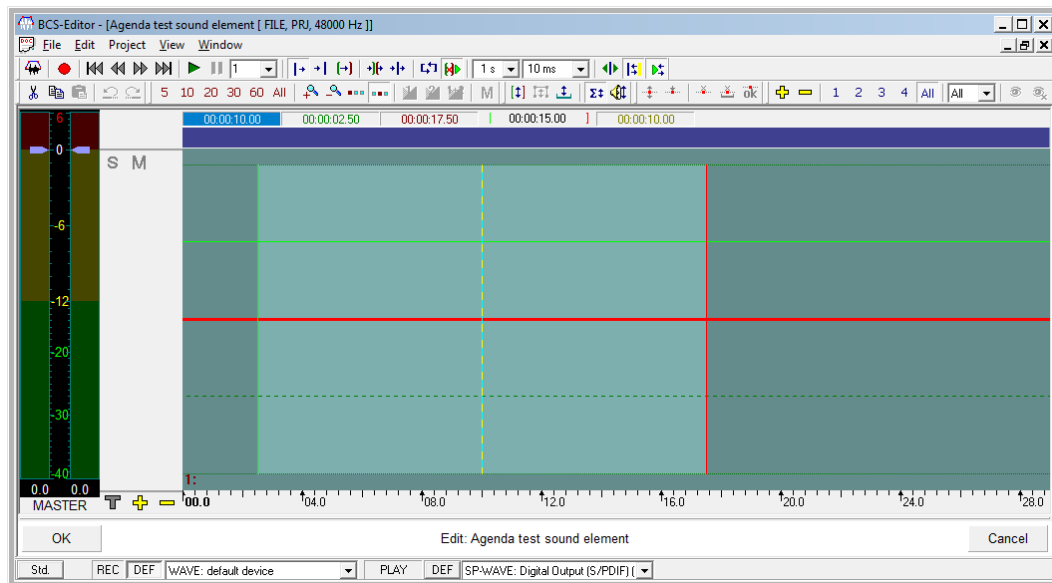 BCS-Editor - [Agenda test sound element [ FILE, PRJ, 48000 Hz ]]
File Edit Project View Window
1 1 s 10 ms
5 10 20 30 60 All M Σ ok 1 2 3 4 All All
6 00:00:10.00 00:00:02.50 00:00:17.50 [ 00:00:15.00 ] 00:00:10.00
0
S M
-6
-12
-20
-30
-40
1:
0.0 0.0
MASTER T 00.0 04.0 08.0 12.0 16.0 20.0 24.0 28.0
OK Edit: Agenda test sound element Cancel
Std. REC DEF WAVE: default device PLAY DEF SP-WAVE: Digital Output (S/PDIF) (